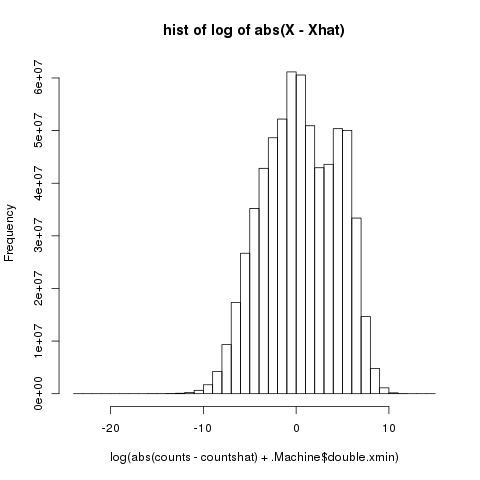 hist of log of abs(X - Xhat)
Frequency
6e+07
5e+07
4e+07
3e+07
2e+07
1e+07
0e+00
-20 -10 0 10
log(abs(counts - countshat) + .Machine$double.xmin)